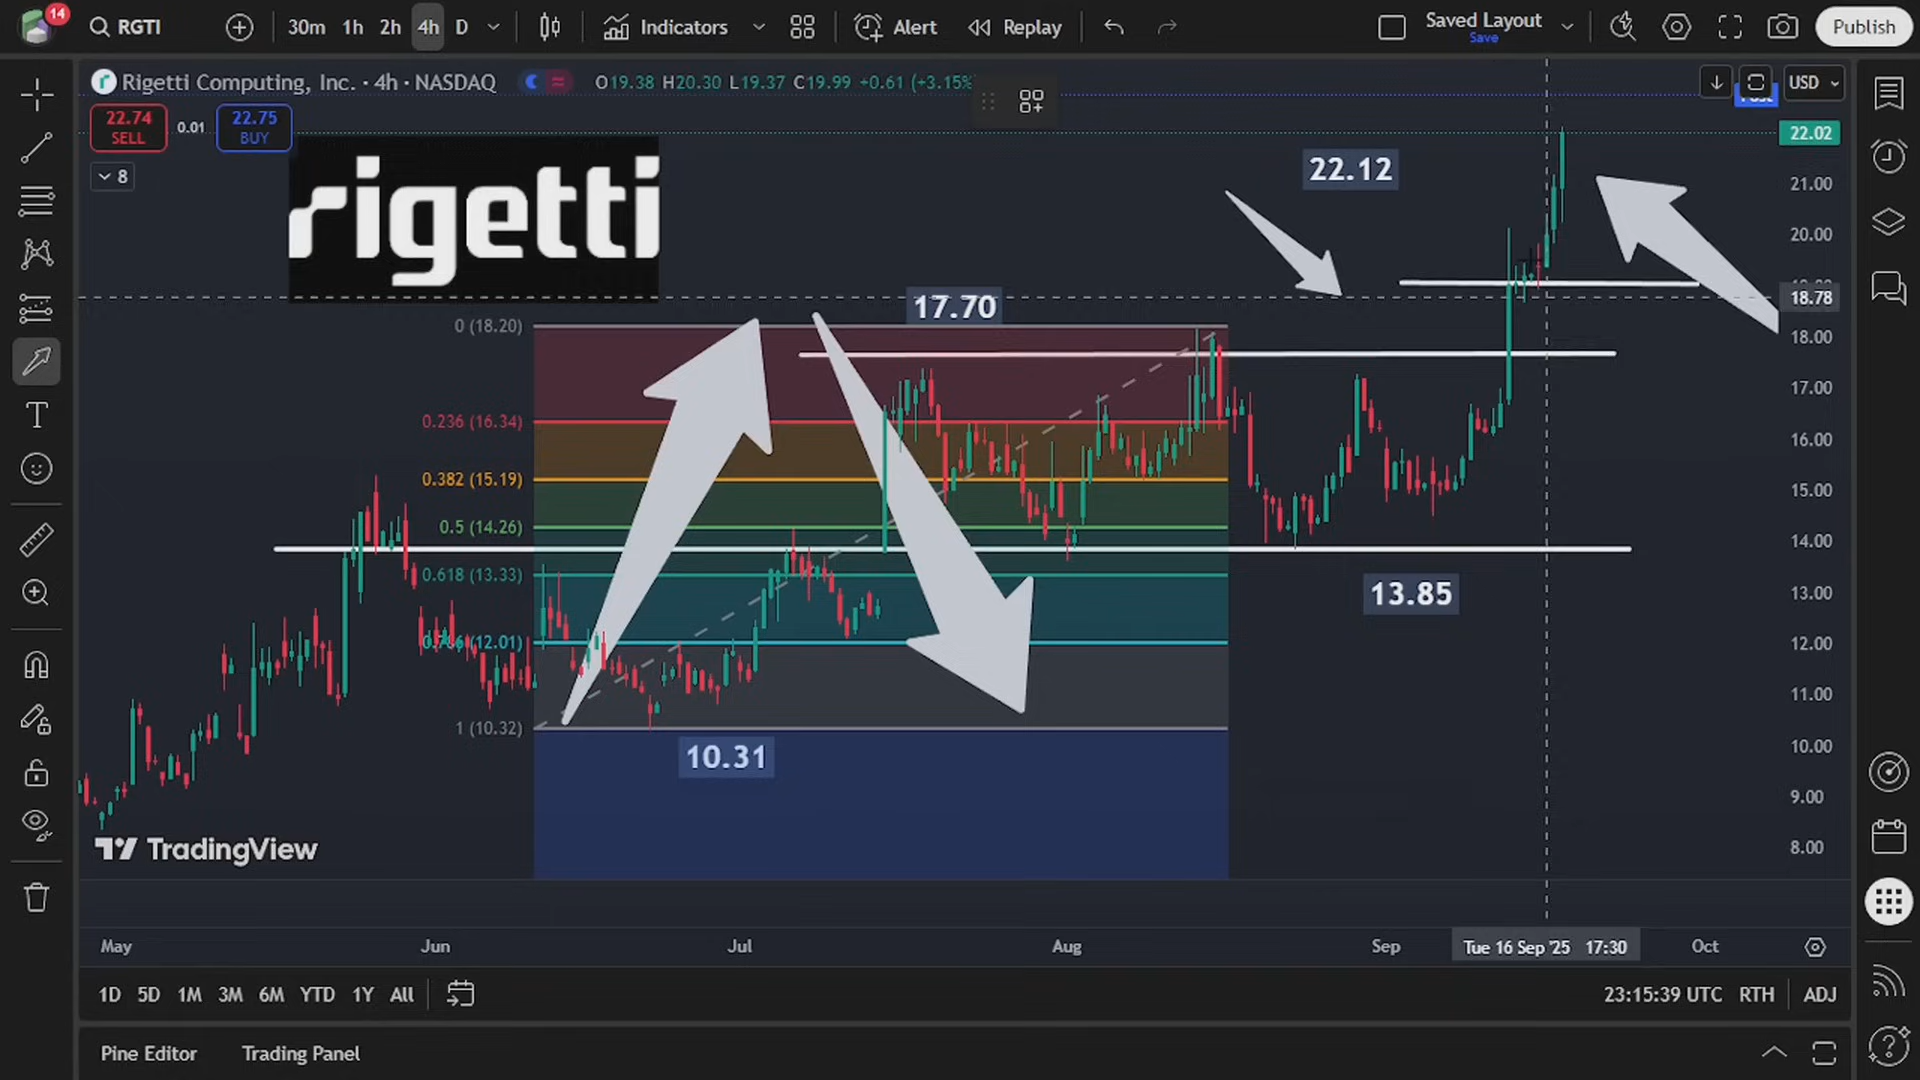 14
RGTI
30m 1h 2h 4h D
Indicators
Alert
Replay
Saved Layout
Save
Publish
Rigetti Computing, Inc. · 4h · NASDAQ
O19.38 H20.30 L19.37 C19.99 +0.61 (+3.15%
USD
22.74
SELL
0.01
22.75
BUY
8
rigetti
22.12
22.02
21.00
20.00
18.78
18.00
17.00
16.00
15.00
14.00
13.00
12.00
11.00
10.00
9.00
8.00
17.70
0 (18.20)
0.236 (16.34)
0.382 (15.19)
0.5 (14.26)
0.618 (13.33)
0.786 (12.01)
1 (10.32)
13.85
10.31
TradingView
May Jun Jul Aug Sep Tue 16 Sep '25 17:30 Oct
1D 5D 1M 3M 6M YTD 1Y All
23:15:39 UTC RTH ADJ
Pine Editor Trading Panel